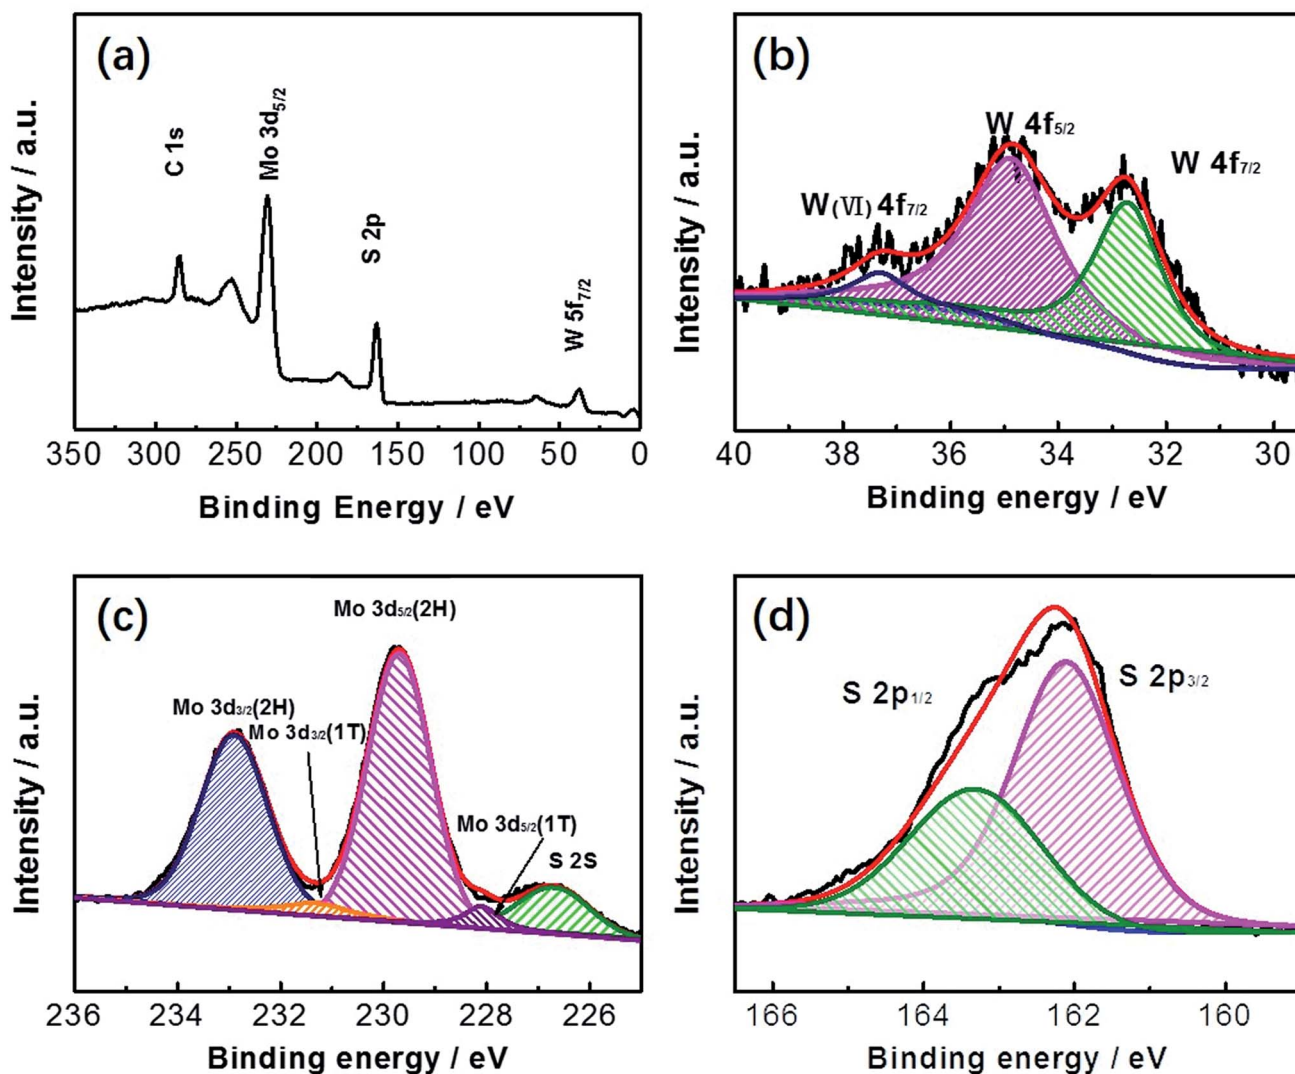 (a)
Intensity / a.u.
C 1s
Mo 3d5/2
S 2p
W 5f7/2
350 300 250 200 150 100 50 0
Binding Energy / eV
(b)
Intensity / a.u.
W(Ⅵ) 4f7/2
W 4f5/2
W 4f7/2
40 38 36 34 32 30
Binding energy / eV
(c)
Intensity / a.u.
Mo 3d5/2(2H)
Mo 3d3/2(2H)
Mo 3d3/2(1T)
Mo 3d5/2(1T)
S 2S
236 234 232 230 228 226
Binding energy / eV
(d)
Intensity / a.u.
S 2p1/2
S 2p3/2
166 164 162 160
Binding energy / eV